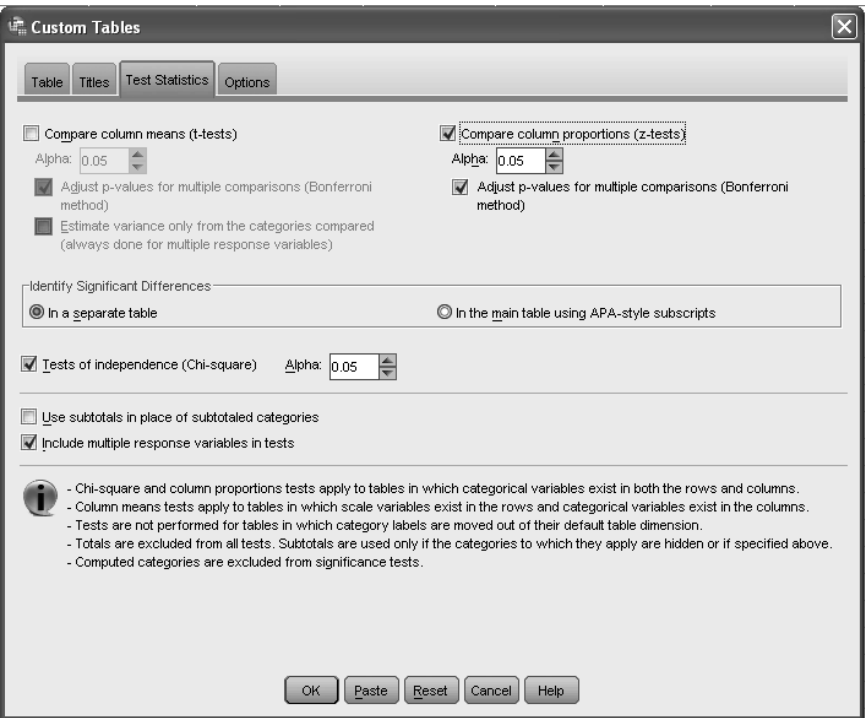 Custom Tables
Table Titles Test Statistics Options
Compare column means (t-tests)
Alpha: 0.05
Adjust p-values for multiple comparisons (Bonferroni
method)
Estimate variance only from the categories compared
(always done for multiple response variables)
Compare column proportions (z-tests)
Alpha: 0.05
Adjust p-values for multiple comparisons (Bonferroni
method)
Identify Significant Differences
In a separate table
In the main table using APA-style subscripts
Tests of independence (Chi-square) Alpha: 0.05
Use subtotals in place of subtotaled categories
Include multiple response variables in tests
- Chi-square and column proportions tests apply to tables in which categorical variables exist in both the rows and columns.
- Column means tests apply to tables in which scale variables exist in the rows and categorical variables exist in the columns.
- Tests are not performed for tables in which category labels are moved out of their default table dimension.
- Totals are excluded from all tests. Subtotals are used only if the categories to which they apply are hidden or if specified above.
- Computed categories are excluded from significance tests.
OK Paste Reset Cancel Help